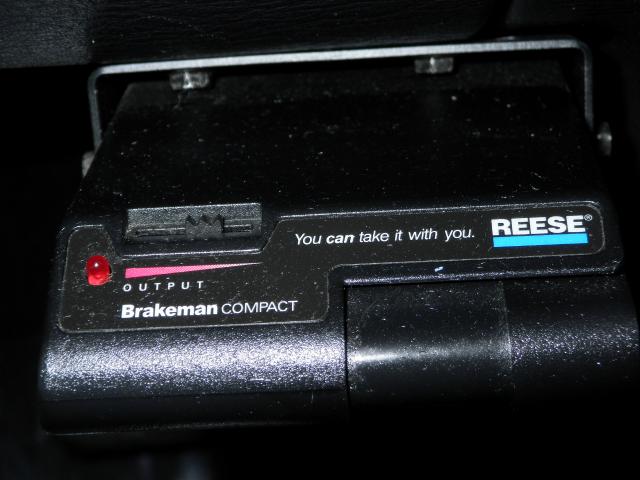 You can take it with you.
REESE®
OUTPUT
Brakeman COMPACT